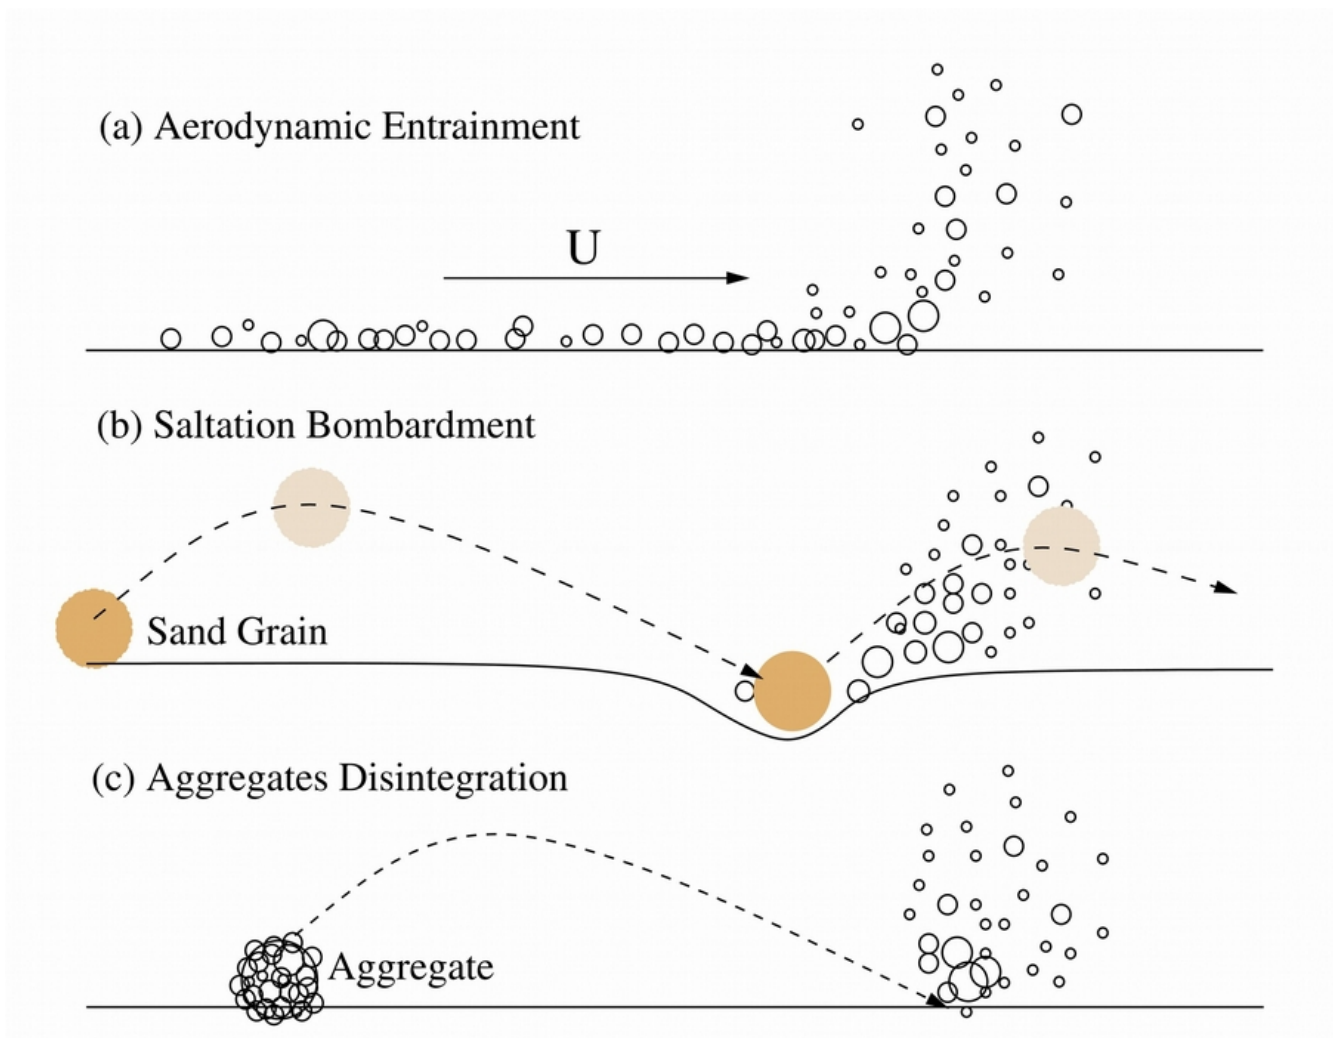 (a) Aerodynamic Entrainment
U
(b) Saltation Bombardment
Sand Grain
(c) Aggregates Disintegration
Aggregate